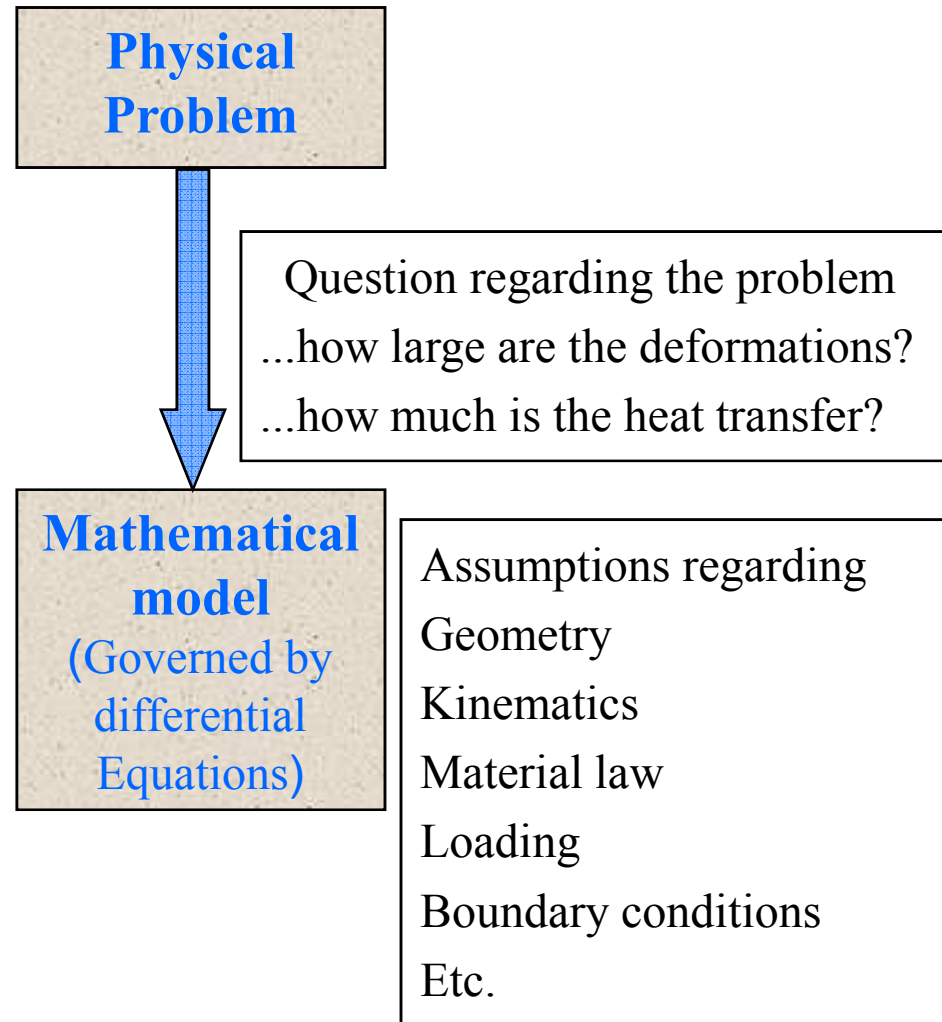 Physical
Problem
Question regarding the problem
...how large are the deformations?
...how much is the heat transfer?
Mathematical
model
(Governed by
differential
Equations)
Assumptions regarding
Geometry
Kinematics
Material law
Loading
Boundary conditions
Etc.